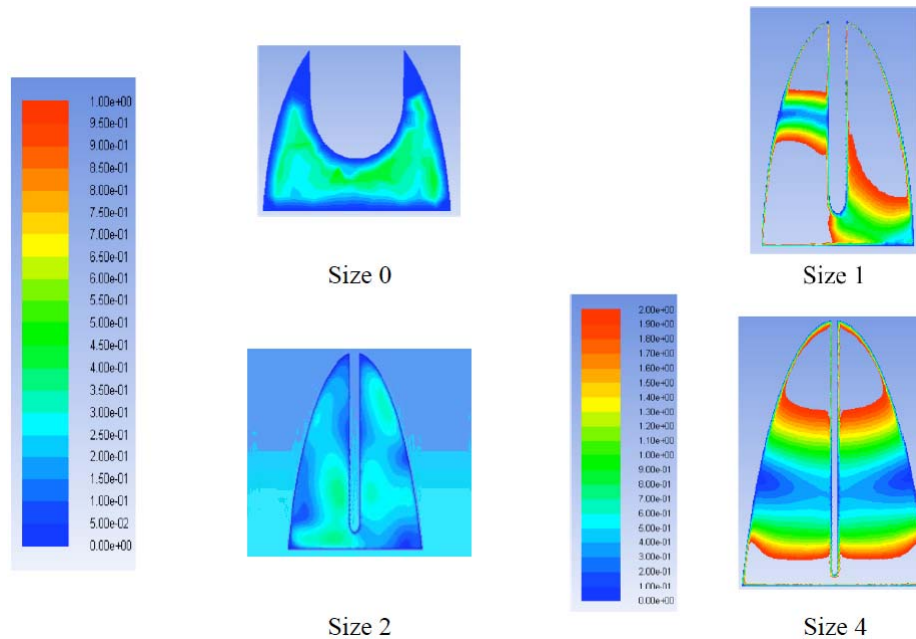 1.00e+00
9.50e-01
9.00e-01
8.50e-01
8.00e-01
7.50e-01
7.00e-01
6.50e-01
6.00e-01
5.50e-01
5.00e-01
4.50e-01
4.00e-01
3.50e-01
3.00e-01
2.50e-01
2.00e-01
1.50e-01
1.00e-01
5.00e-02
0.00e+00
Size 0
Size 1
2.00e+00
1.90e+00
1.80e+00
1.70e+00
1.60e+00
1.50e+00
1.40e+00
1.30e+00
1.20e+00
1.10e+00
1.00e+00
9.00e-01
8.00e-01
7.00e-01
6.00e-01
5.00e-01
4.00e-01
3.00e-01
2.00e-01
1.00e-01
0.00e+00
Size 2
Size 4